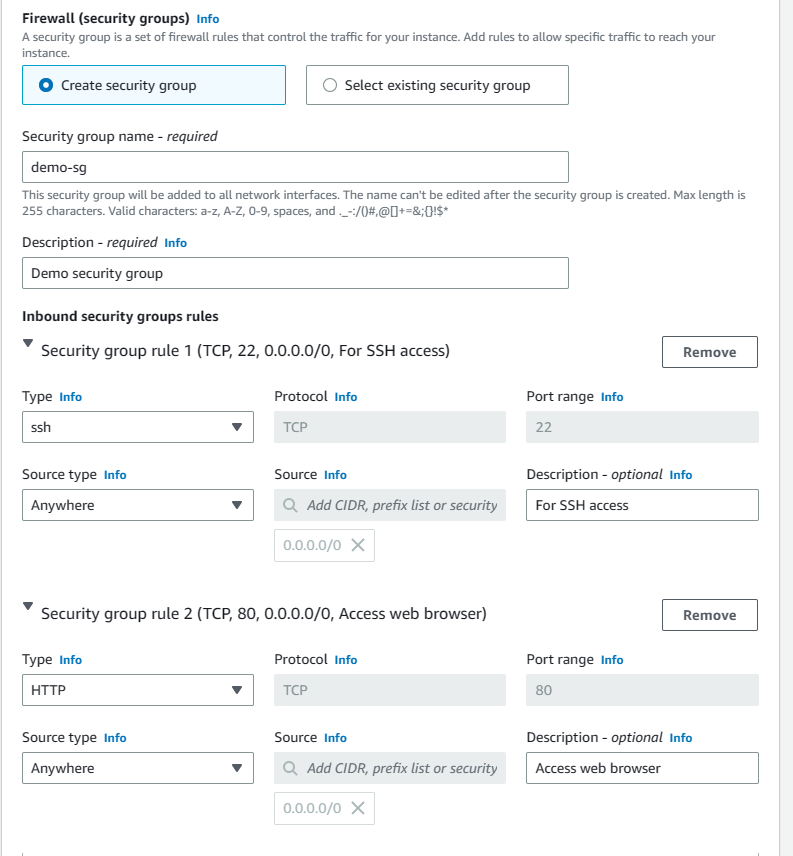 Firewall (security groups) Info
A security group is a set of firewall rules that control the traffic for your instance. Add rules to allow specific traffic to reach your
instance.
Create security group
Select existing security group
Security group name - required
demo-sg
This security group will be added to all network interfaces. The name can't be edited after the security group is created. Max length is
255 characters. Valid characters: a-z, A-Z, 0-9, spaces, and ._-:/()#,@[]+=&;{}!$*
Description - required Info
Demo security group
Inbound security groups rules
Security group rule 1 (TCP, 22, 0.0.0.0/0, For SSH access)
Remove
Type Info
Protocol Info
Port range Info
ssh
TCP
22
Source type Info
Source Info
Description - optional Info
Anywhere
Add CIDR, prefix list or security
For SSH access
0.0.0.0/0
Security group rule 2 (TCP, 80, 0.0.0.0/0, Access web browser)
Remove
Type Info
Protocol Info
Port range Info
HTTP
TCP
80
Source type Info
Source Info
Description - optional Info
Anywhere
Add CIDR, prefix list or security
Access web browser
0.0.0.0/0